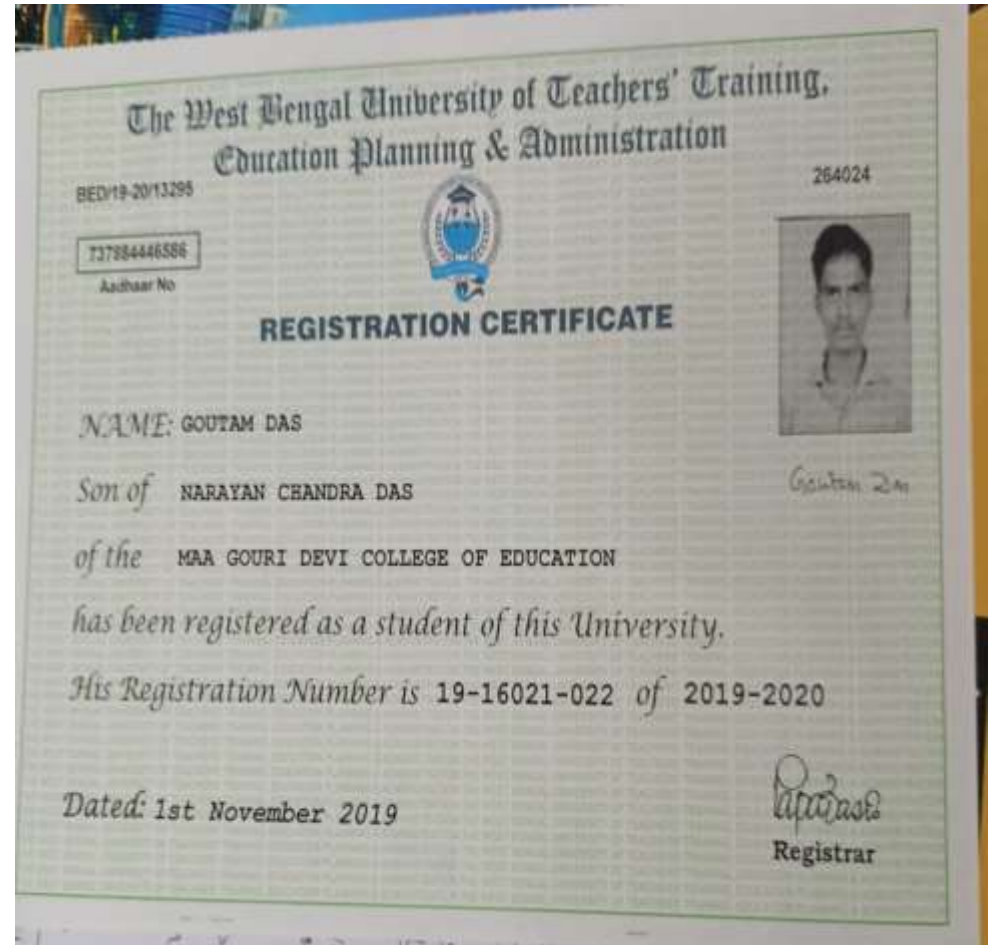 The West Bengal University of Teachers' Training,
Education Planning & Administration
BED/19-20/13295
264024
737884446586
Aadhaar No
REGISTRATION CERTIFICATE
NAME: GOUTAM DAS
Goutam Das
Son of NARAYAN CHANDRA DAS
of the MAA GOURI DEVI COLLEGE OF EDUCATION
has been registered as a student of this University.
His Registration Number is 19-16021-022 of 2019-2020
Dated: 1st November 2019
Registrar